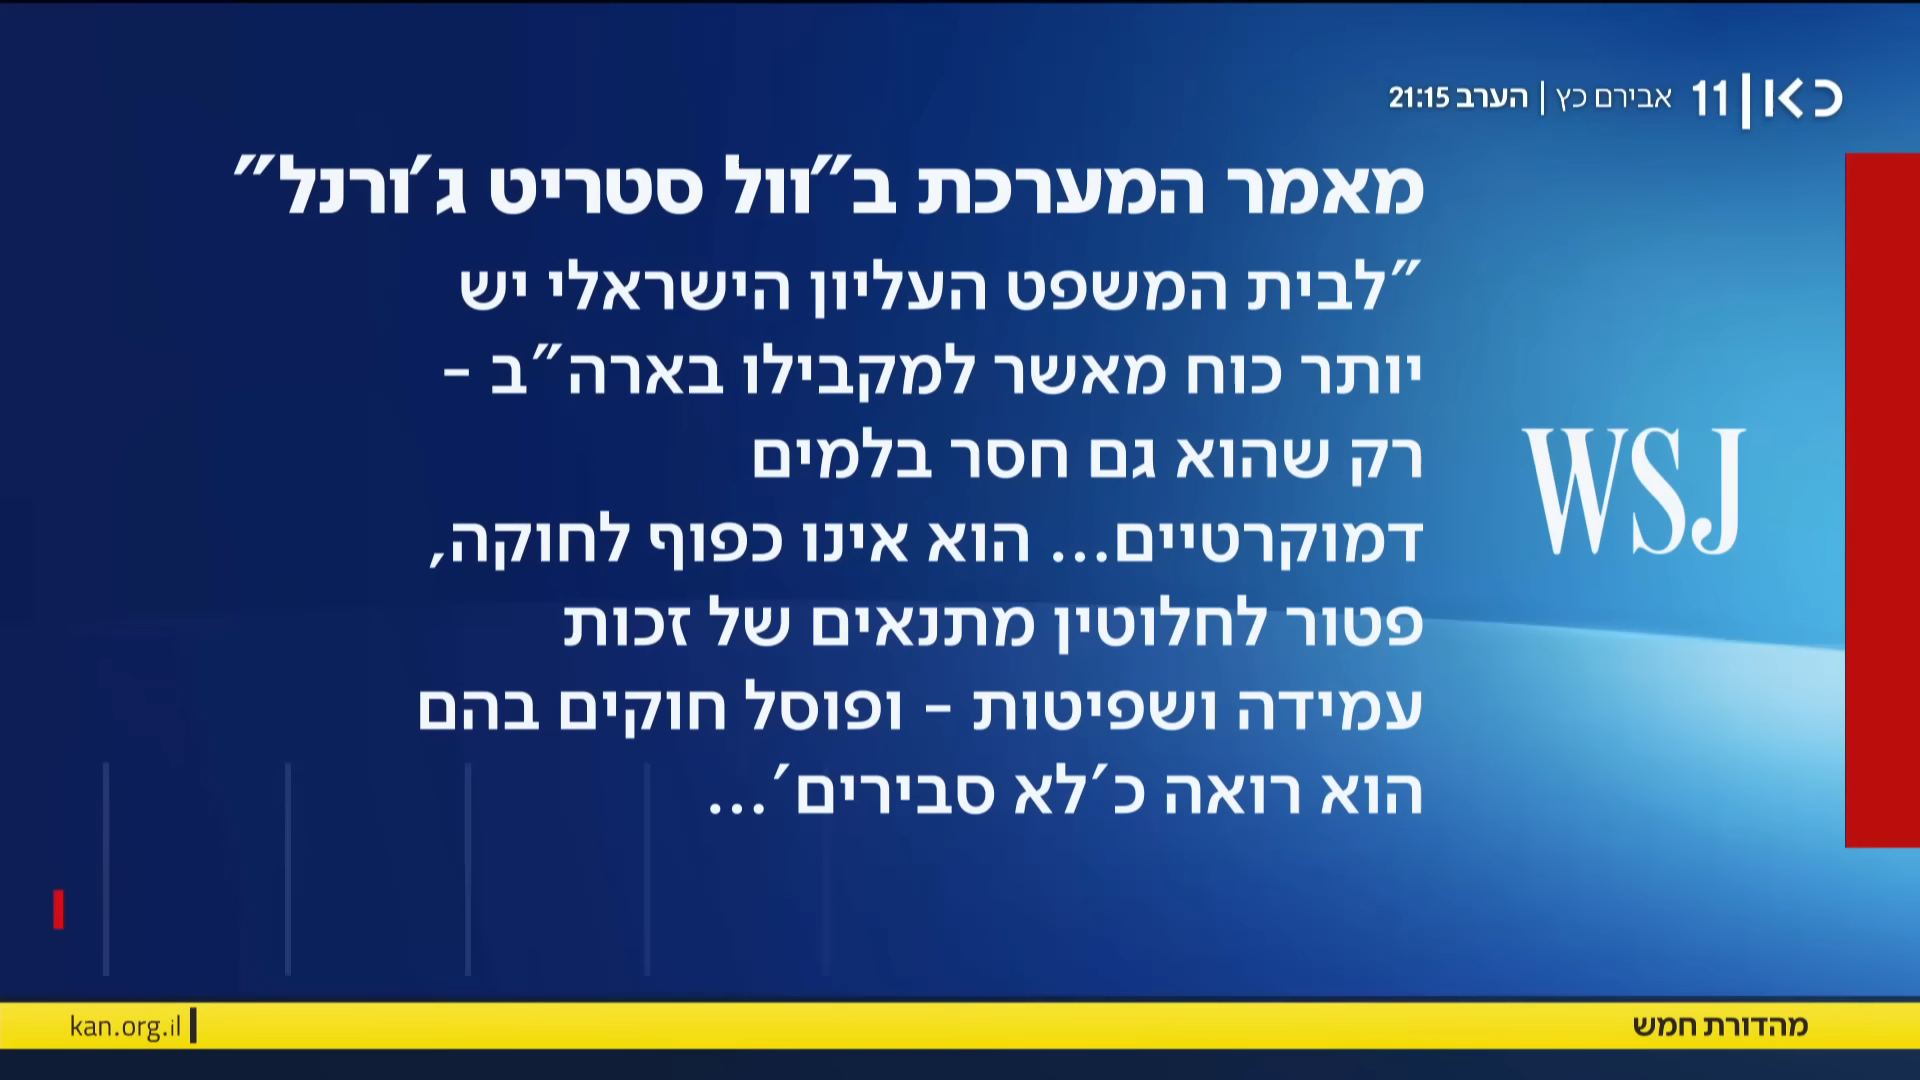 כאן 11 אבירם כץ | הערב 21:15
מאמר המערכת ב״וול סטריט ג׳ורנל״
״לבית המשפט העליון הישראלי יש
יותר כוח מאשר למקבילו בארה״ב -
רק שהוא גם חסר בלמים
דמוקרטיים... הוא אינו כפוף לחוקה,
פטור לחלוטין מתנאים של זכות
עמידה ושפיטות - ופוסל חוקים בהם
הוא רואה כ׳לא סבירים׳...
WSJ
מהדורת חמש
kan.org.il